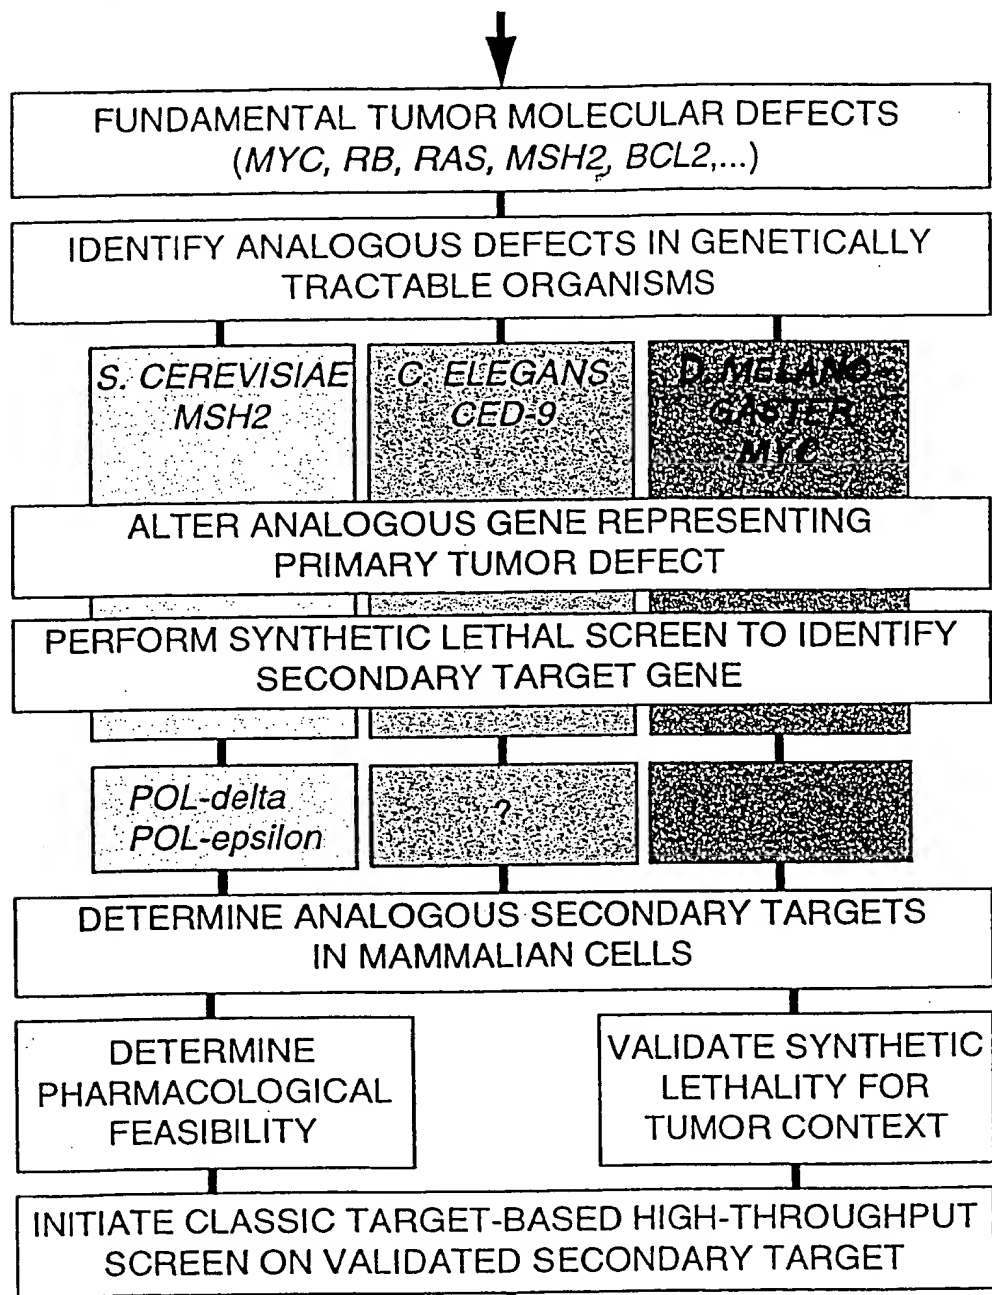 FUNDAMENTAL TUMOR MOLECULAR DEFECTS
(MYC, RB, RAS, MSH2, BCL2,...)
IDENTIFY ANALOGOUS DEFECTS IN GENETICALLY
TRACTABLE ORGANISMS
S. CEREVISIAE
MSH2
C. ELEGANS
CED-9
D. MELANO-
GASTER
MYC
ALTER ANALOGOUS GENE REPRESENTING
PRIMARY TUMOR DEFECT
PERFORM SYNTHETIC LETHAL SCREEN TO IDENTIFY
SECONDARY TARGET GENE
POL-delta
POL-epsilon
?
DETERMINE ANALOGOUS SECONDARY TARGETS
IN MAMMALIAN CELLS
DETERMINE
PHARMACOLOGICAL
FEASIBILITY
VALIDATE SYNTHETIC
LETHALITY FOR
TUMOR CONTEXT
INITIATE CLASSIC TARGET-BASED HIGH-THROUGHPUT
SCREEN ON VALIDATED SECONDARY TARGET